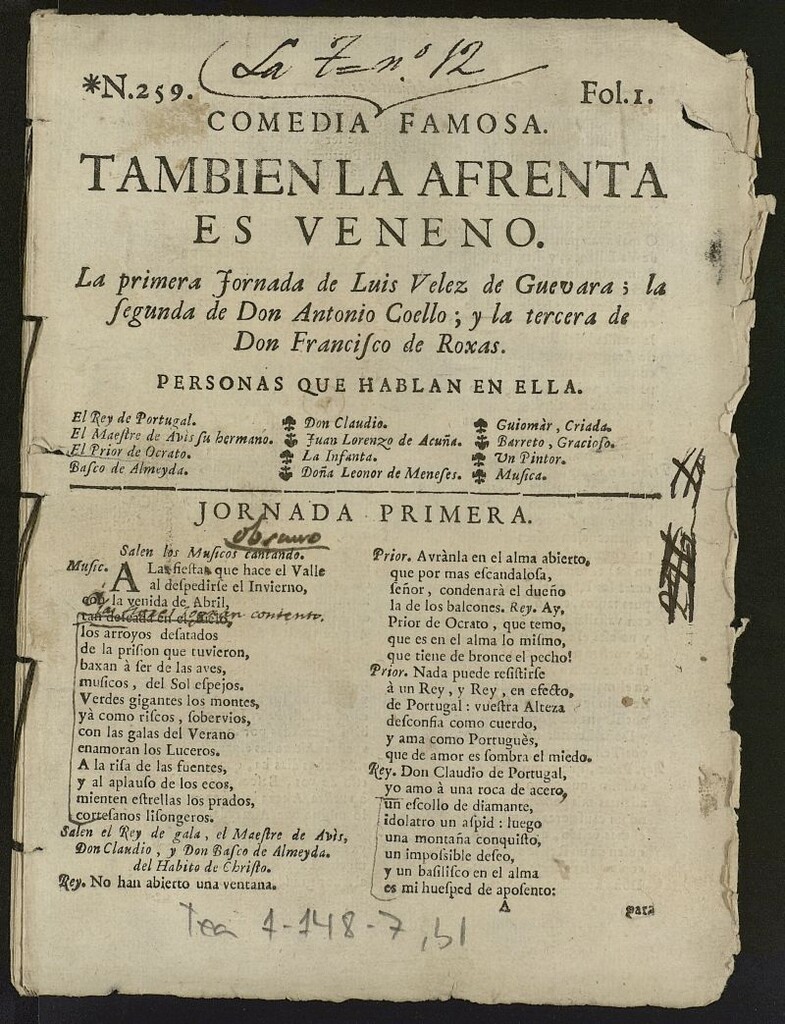 La 7= nº 12
*N.259.
Fol.1.
COMEDIA FAMOSA.
TAMBIEN LA AFRENTA
ES VENENO.
La primera Jornada de Luis Velez de Guevara; la
ſegunda de Don Antonio Coello; y la tercera de
Don Franciſco de Roxas.
PERSONAS QUE HABLAN EN ELLA.
El Rey de Portugal.
El Maeſtre de Avis ſu hermano.
El Prior de Ocrato.
Baſco de Almeyda.
Don Claudio.
Juan Lorenzo de Acuña.
La Infanta.
Doña Leonor de Meneſes.
Guiomàr, Criada.
Barreto, Gracioſo.
Un Pintor.
Muſica.
JORNADA PRIMERA.
obscuro
Salen los Muſicos cantando.
Muſic. A Las fieſtas que hace el Valle
al deſpedirſe el Invierno,
con la venida de Abril,
contento.
los arroyos deſatados
de la priſion que tuvieron,
baxan à ſer de las aves,
muſicos, del Sol eſpejos.
Verdes gigantes los montes,
yà como riſcos, ſobervios,
con las galas del Verano
enamoran los Luceros.
A la riſa de las fuentes,
y al aplauſo de los ecos,
mienten eſtrellas los prados,
corteſanos liſongeros.
Salen el Rey de gala, el Maeſtre de Avìs,
Don Claudio, y Don Baſco de Almeyda.
del Habito de Chriſto.
Rey. No han abierto una ventana.
Prior. Avrànla en el alma abierto,
que por mas eſcandaloſa,
ſeñor, condenarà el dueño
la de los balcones. Rey. Ay,
Prior de Ocrato, que temo,
que es en el alma lo miſmo,
que tiene de bronce el pecho!
Prior. Nada puede reſiſtirſe
à un Rey, y Rey, en efecto,
de Portugal: vueſtra Alteza
deſconfia como cuerdo,
y ama como Portuguès,
que de amor es ſombra el miedo.
Rey. Don Claudio de Portugal,
yo amo à una roca de acero,
un eſcollo de diamante,
idolatro un aſpid: luego
una montaña conquiſto,
un impoſsible deſeo,
y un baſiliſco en el alma
es mi hueſped de apoſento:
A
para
Tea 1-148-7, b1